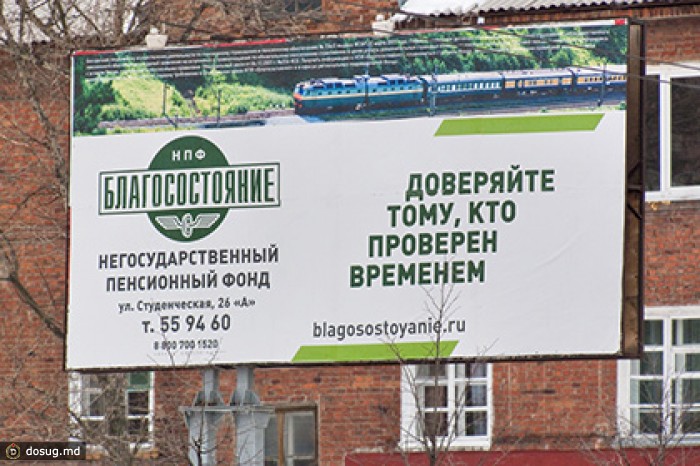 НПФ
БЛАГОСОСТОЯНИЕ
НЕГОСУДАРСТВЕННЫЙ
ПЕНСИОННЫЙ ФОНД
ул. Студенческая, 26 «А»
т. 55 94 60
8 800 700 1520
ДОВЕРЯЙТЕ
ТОМУ, КТО
ПРОВЕРЕН
ВРЕМЕНЕМ
blagosostoyanie.ru
dosug.md